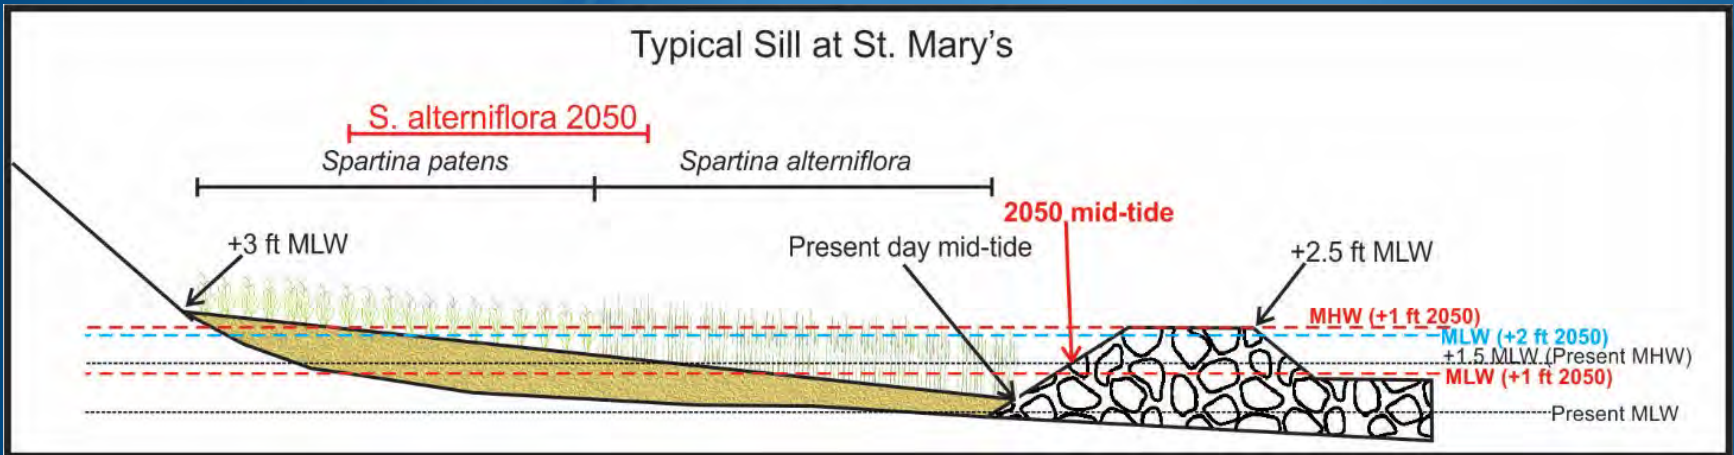 Typical Sill at St. Mary's
S. alterniflora 2050
Spartina patens
Spartina alterniflora
2050 mid-tide
+3 ft MLW
Present day mid-tide
+2.5 ft MLW
MHW (+1 ft 2050)
MLW (+2 ft 2050)
+1.5 MLW (Present MHW)
MLW (+1 ft 2050)
Present MLW